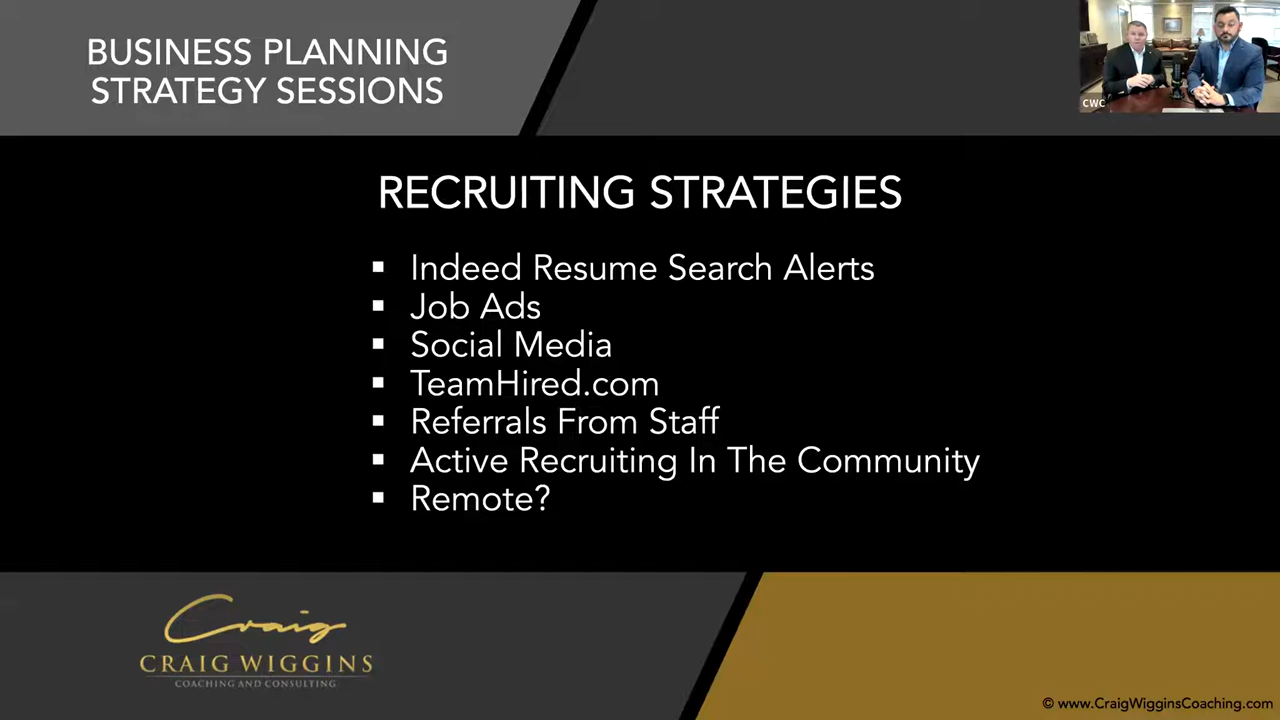 BUSINESS PLANNING
STRATEGY SESSIONS
CWC
RECRUITING STRATEGIES
▪ Indeed Resume Search Alerts
▪ Job Ads
▪ Social Media
▪ TeamHired.com
▪ Referrals From Staff
▪ Active Recruiting In The Community
▪ Remote?
Craig
CRAIG WIGGINS
COACHING AND CONSULTING
© www.CraigWigginsCoaching.com